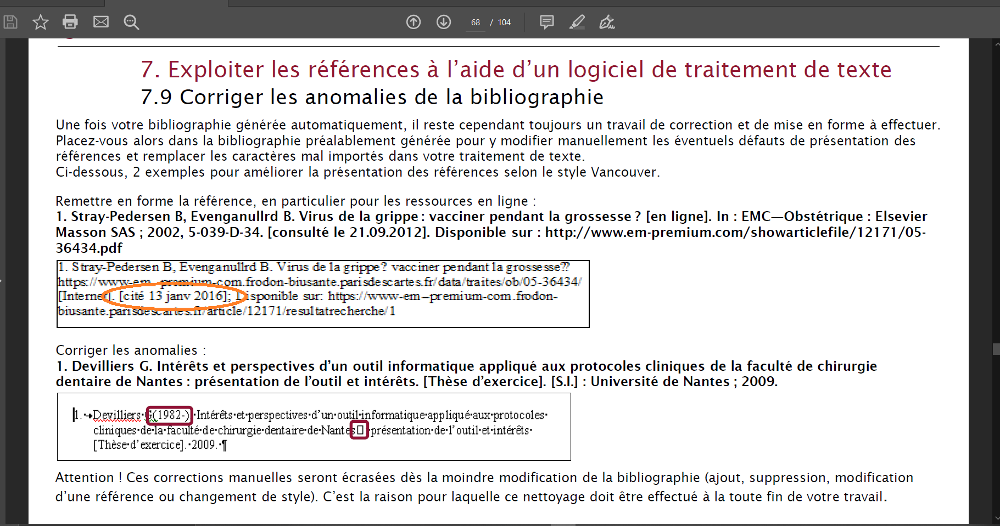 68 / 104
7. Exploiter les références à l’aide d’un logiciel de traitement de texte
7.9 Corriger les anomalies de la bibliographie
Une fois votre bibliographie générée automatiquement, il reste cependant toujours un travail de correction et de mise en forme à effectuer.
Placez-vous alors dans la bibliographie préalablement générée pour y modifier manuellement les éventuels défauts de présentation des
références et remplacer les caractères mal importés dans votre traitement de texte.
Ci-dessous, 2 exemples pour améliorer la présentation des références selon le style Vancouver.
Remettre en forme la référence, en particulier pour les ressources en ligne :
1. Stray-Pedersen B, Evenganullrd B. Virus de la grippe : vacciner pendant la grossesse ? [en ligne]. In : EMC—Obstétrique : Elsevier
Masson SAS ; 2002, 5-039-D-34. [consulté le 21.09.2012]. Disponible sur : http://www.em-premium.com/showarticlefile/12171/05-
36434.pdf
1. Stray-Pedersen B, Evenganullrd B. Virus de la grippe? vacciner pendant la grossesse??
https://www-em--premium-com.frodon-biusante.parisdescartes.fr/data/traites/ob/05-36434/
[Internet]. [cité 13 janv 2016]; Disponible sur: https://www-em--premium-com.frodon-
biusante.parisdescartes.fr/article/12171/resultatrecherche/1
Corriger les anomalies :
1. Devilliers G. Intérêts et perspectives d’un outil informatique appliqué aux protocoles cliniques de la faculté de chirurgie
dentaire de Nantes : présentation de l’outil et intérêts. [Thèse d’exercice]. [S.I.] : Université de Nantes ; 2009.
1.→Devilliers·G(1982-)·Intérêts·et·perspectives·d’un·outil·informatique·appliqué·aux·protocoles·
cliniques·de·la·faculté·de·chirurgie·dentaire·de·Nantes□:·présentation·de·l’outil·et·intérêts·
[Thèse·d’exercice].·2009.·¶
Attention ! Ces corrections manuelles seront écrasées dès la moindre modification de la bibliographie (ajout, suppression, modification
d’une référence ou changement de style). C’est la raison pour laquelle ce nettoyage doit être effectué à la toute fin de votre travail.